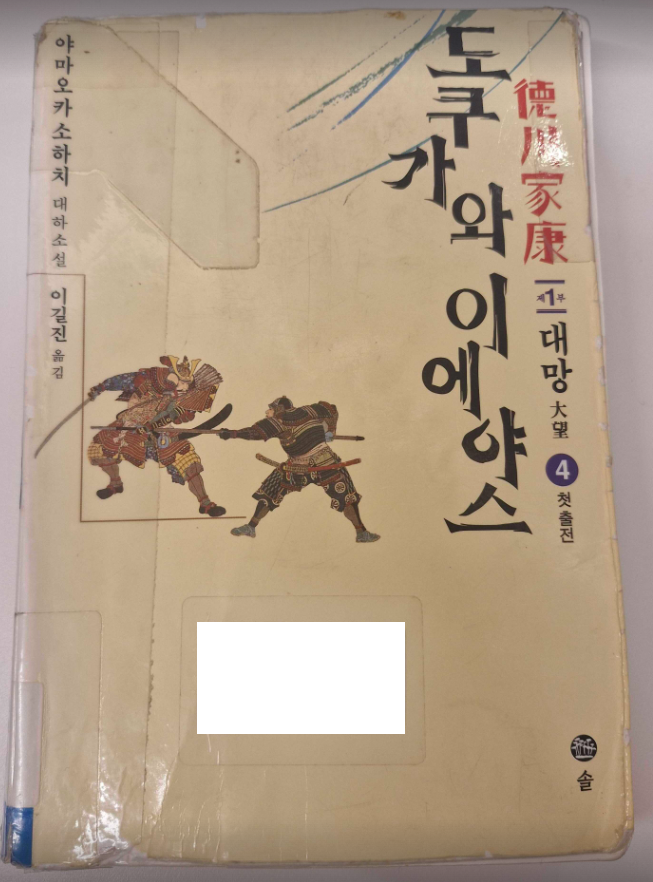 도쿠가와 이에야스
德川家康
제1부
대망 大望
4 첫 출전
야마오카 소하치 대하소설
이길진 옮김
솔